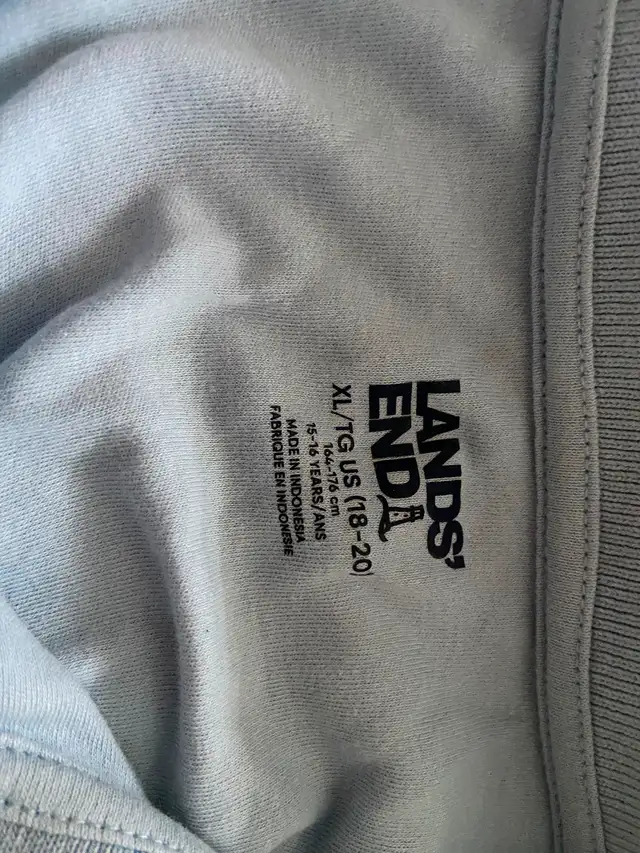 LANDS'
END
XL/TG US (18-20)
164-176 cm
15-16 YEARS/ANS
MADE IN INDONESIA
FABRIQUE EN INDONESIE